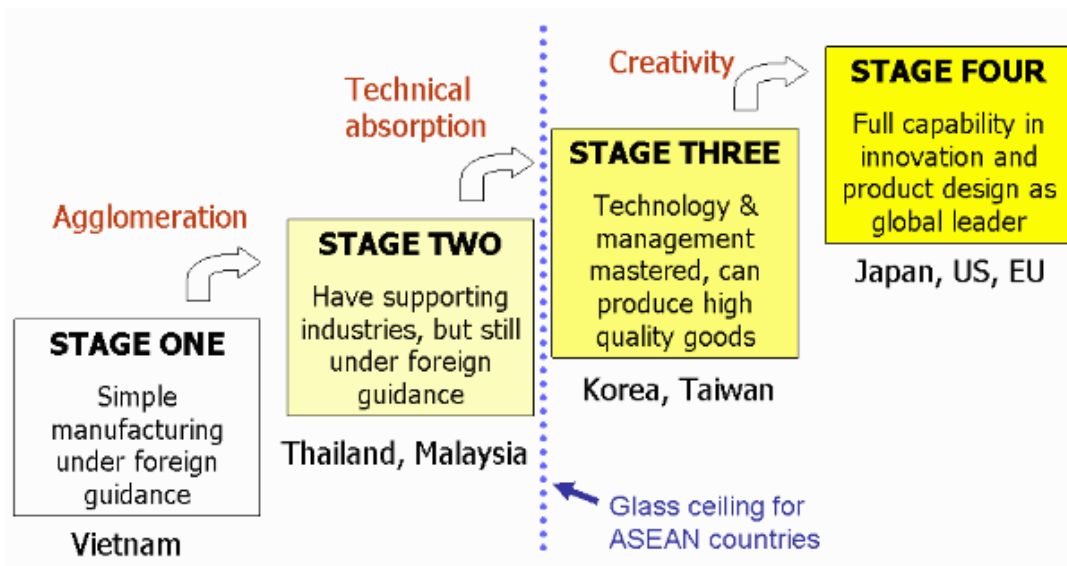 Agglomeration
STAGE ONE
Simple
manufacturing
under foreign
guidance
Vietnam
Technical
absorption
STAGE TWO
Have supporting
industries, but still
under foreign
guidance
Thailand, Malaysia
Creativity
STAGE THREE
Technology &
management
mastered, can
produce high
quality goods
Korea, Taiwan
STAGE FOUR
Full capability in
innovation and
product design as
global leader
Japan, US, EU
Glass ceiling for
ASEAN countries